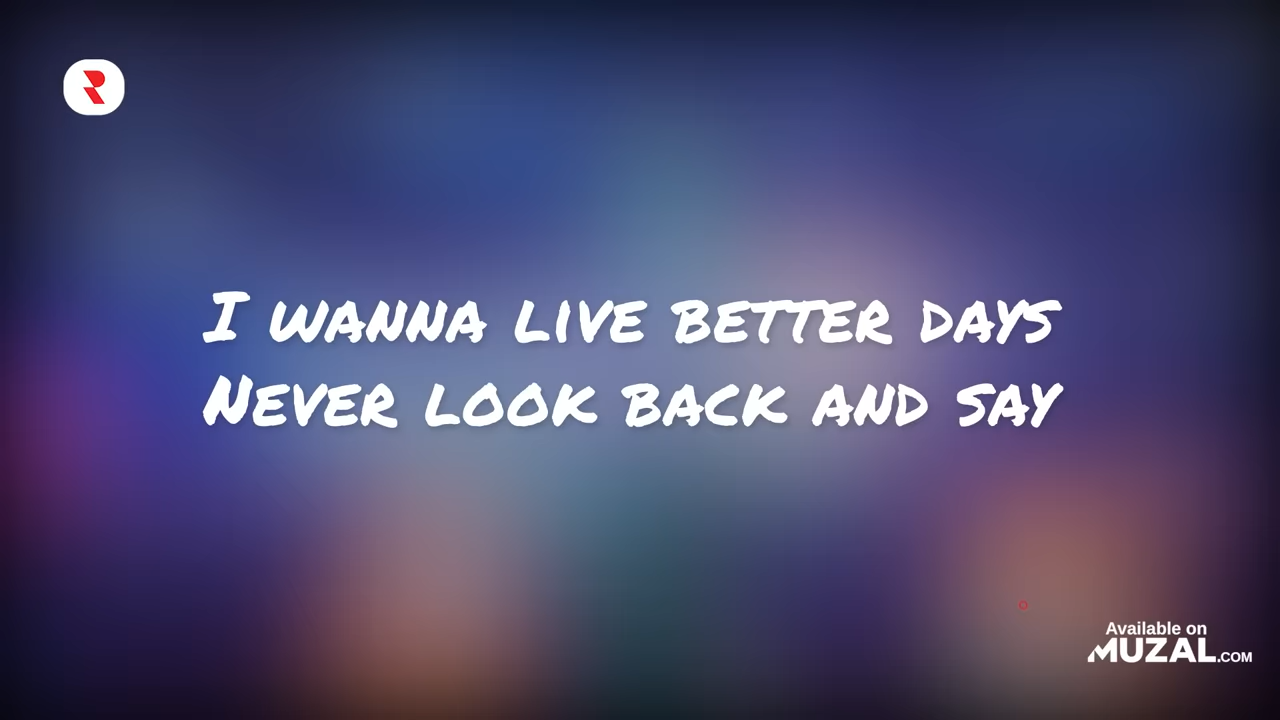 I WANNA LIVE BETTER DAYS
NEVER LOOK BACK AND SAY
Available on
MUZAL.COM